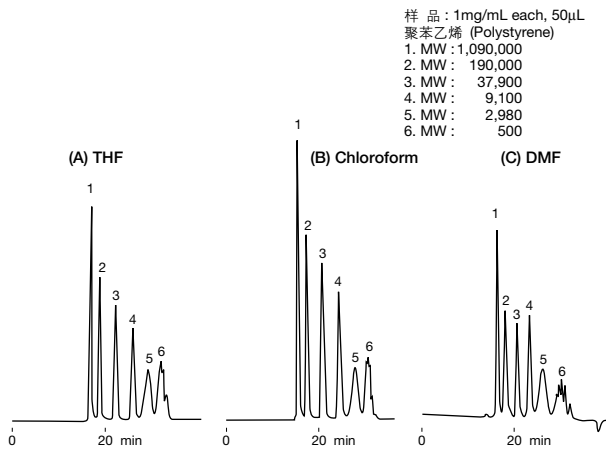 样 品 : 1mg/mL each, 50μL
聚苯乙烯 (Polystyrene)
1. MW : 1,090,000
2. MW : 190,000
3. MW : 37,900
4. MW : 9,100
5. MW : 2,980
6. MW : 500
(A) THF
1
2
3
4
5
6
0
20 min
(B) Chloroform
1
2
3
4
5
6
0
20 min
(C) DMF
1
2
3
4
5
6
0
20 min